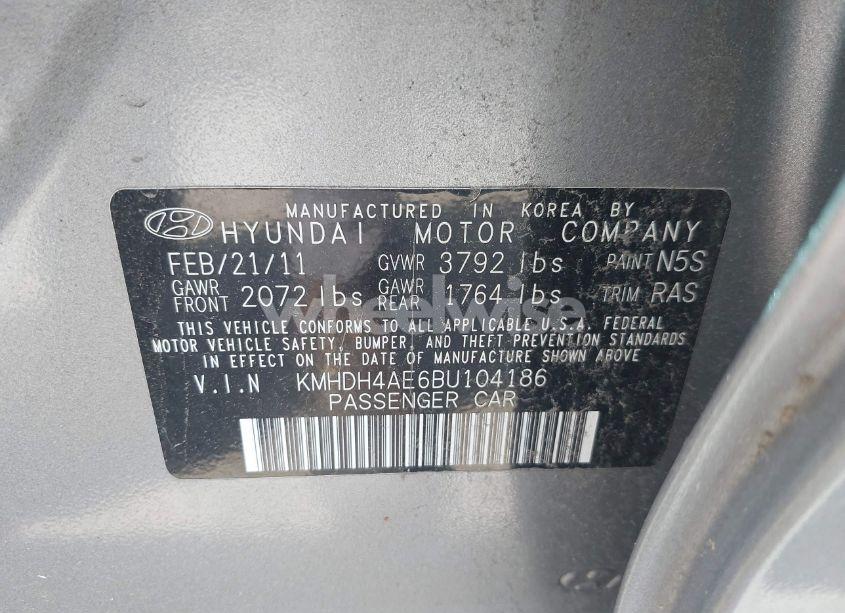 MANUFACTURED IN KOREA BY
HYUNDAI MOTOR COMPANY
FEB/21/11 GVWR 3792 lbs PAINT N5S
GAWR FRONT 2072 lbs GAWR REAR 1764 lbs TRIM RAS
THIS VEHICLE CONFORMS TO ALL APPLICABLE U.S.A. FEDERAL
MOTOR VEHICLE SAFETY, BUMPER, AND THEFT PREVENTION STANDARDS
IN EFFECT ON THE DATE OF MANUFACTURE SHOWN ABOVE
V.I.N KMHDH4AE6BU104186
PASSENGER CAR
wheelwise